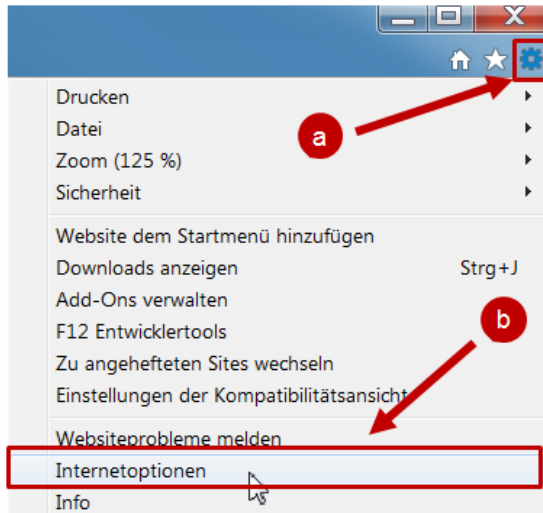 a
Drucken
Datei
Zoom (125 %)
Sicherheit
Website dem Startmenü hinzufügen
Downloads anzeigen Strg+J
Add-Ons verwalten
b
F12 Entwicklertools
Zu angehefteten Sites wechseln
Einstellungen der Kompatibilitätsansicht
Websiteprobleme melden
Internetoptionen
Info